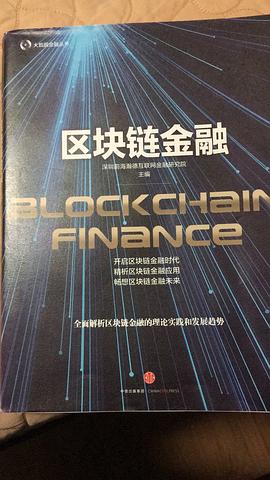 大数据金融丛书
区块链金融
深圳前海瀚德互联网金融研究院
主编
BLOCKCHAIN
FINANCE
开启区块链金融时代
精析区块链金融应用
畅想区块链金融未来
全面解析区块链金融的理论实践和发展趋势
中信出版集团 CHINACITICPRESS